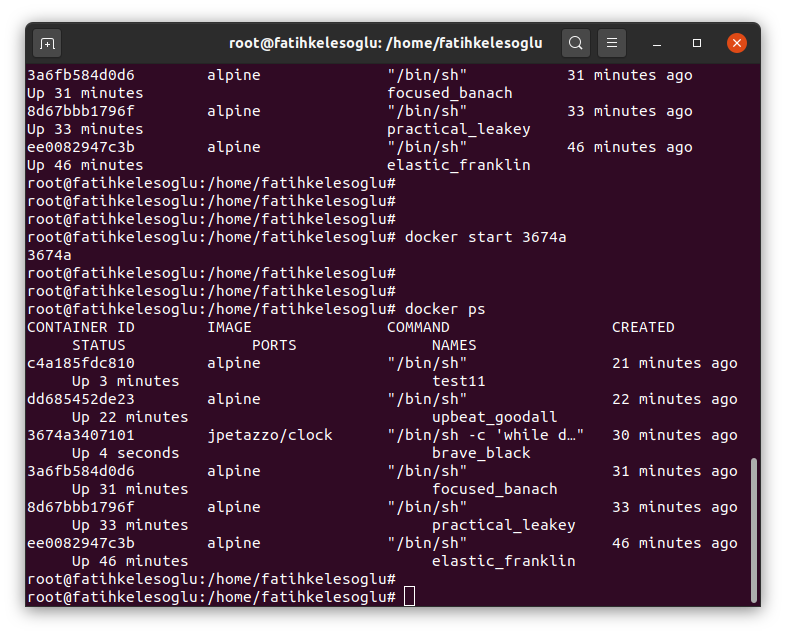 root@fatihkelesoglu: /home/fatihkelesoglu
3a6fb584d0d6        alpine              "/bin/sh"           31 minutes ago
Up 31 minutes                           focused_banach
8d67bbb1796f        alpine              "/bin/sh"           33 minutes ago
Up 33 minutes                           practical_leakey
ee0082947c3b        alpine              "/bin/sh"           46 minutes ago
Up 46 minutes                           elastic_franklin
root@fatihkelesoglu:/home/fatihkelesoglu#
root@fatihkelesoglu:/home/fatihkelesoglu#
root@fatihkelesoglu:/home/fatihkelesoglu#
root@fatihkelesoglu:/home/fatihkelesoglu# docker start 3674a
3674a
root@fatihkelesoglu:/home/fatihkelesoglu#
root@fatihkelesoglu:/home/fatihkelesoglu#
root@fatihkelesoglu:/home/fatihkelesoglu# docker ps
CONTAINER ID        IMAGE               COMMAND                  CREATED
     STATUS              PORTS               NAMES
c4a185fdc810        alpine              "/bin/sh"                21 minutes ago
     Up 3 minutes                            test11
dd685452de23        alpine              "/bin/sh"                22 minutes ago
     Up 22 minutes                           upbeat_goodall
3674a3407101        jpetazzo/clock      "/bin/sh -c 'while d…"   30 minutes ago
     Up 4 seconds                            brave_black
3a6fb584d0d6        alpine              "/bin/sh"                31 minutes ago
     Up 31 minutes                           focused_banach
8d67bbb1796f        alpine              "/bin/sh"                33 minutes ago
     Up 33 minutes                           practical_leakey
ee0082947c3b        alpine              "/bin/sh"                46 minutes ago
     Up 46 minutes                           elastic_franklin
root@fatihkelesoglu:/home/fatihkelesoglu#
root@fatihkelesoglu:/home/fatihkelesoglu#